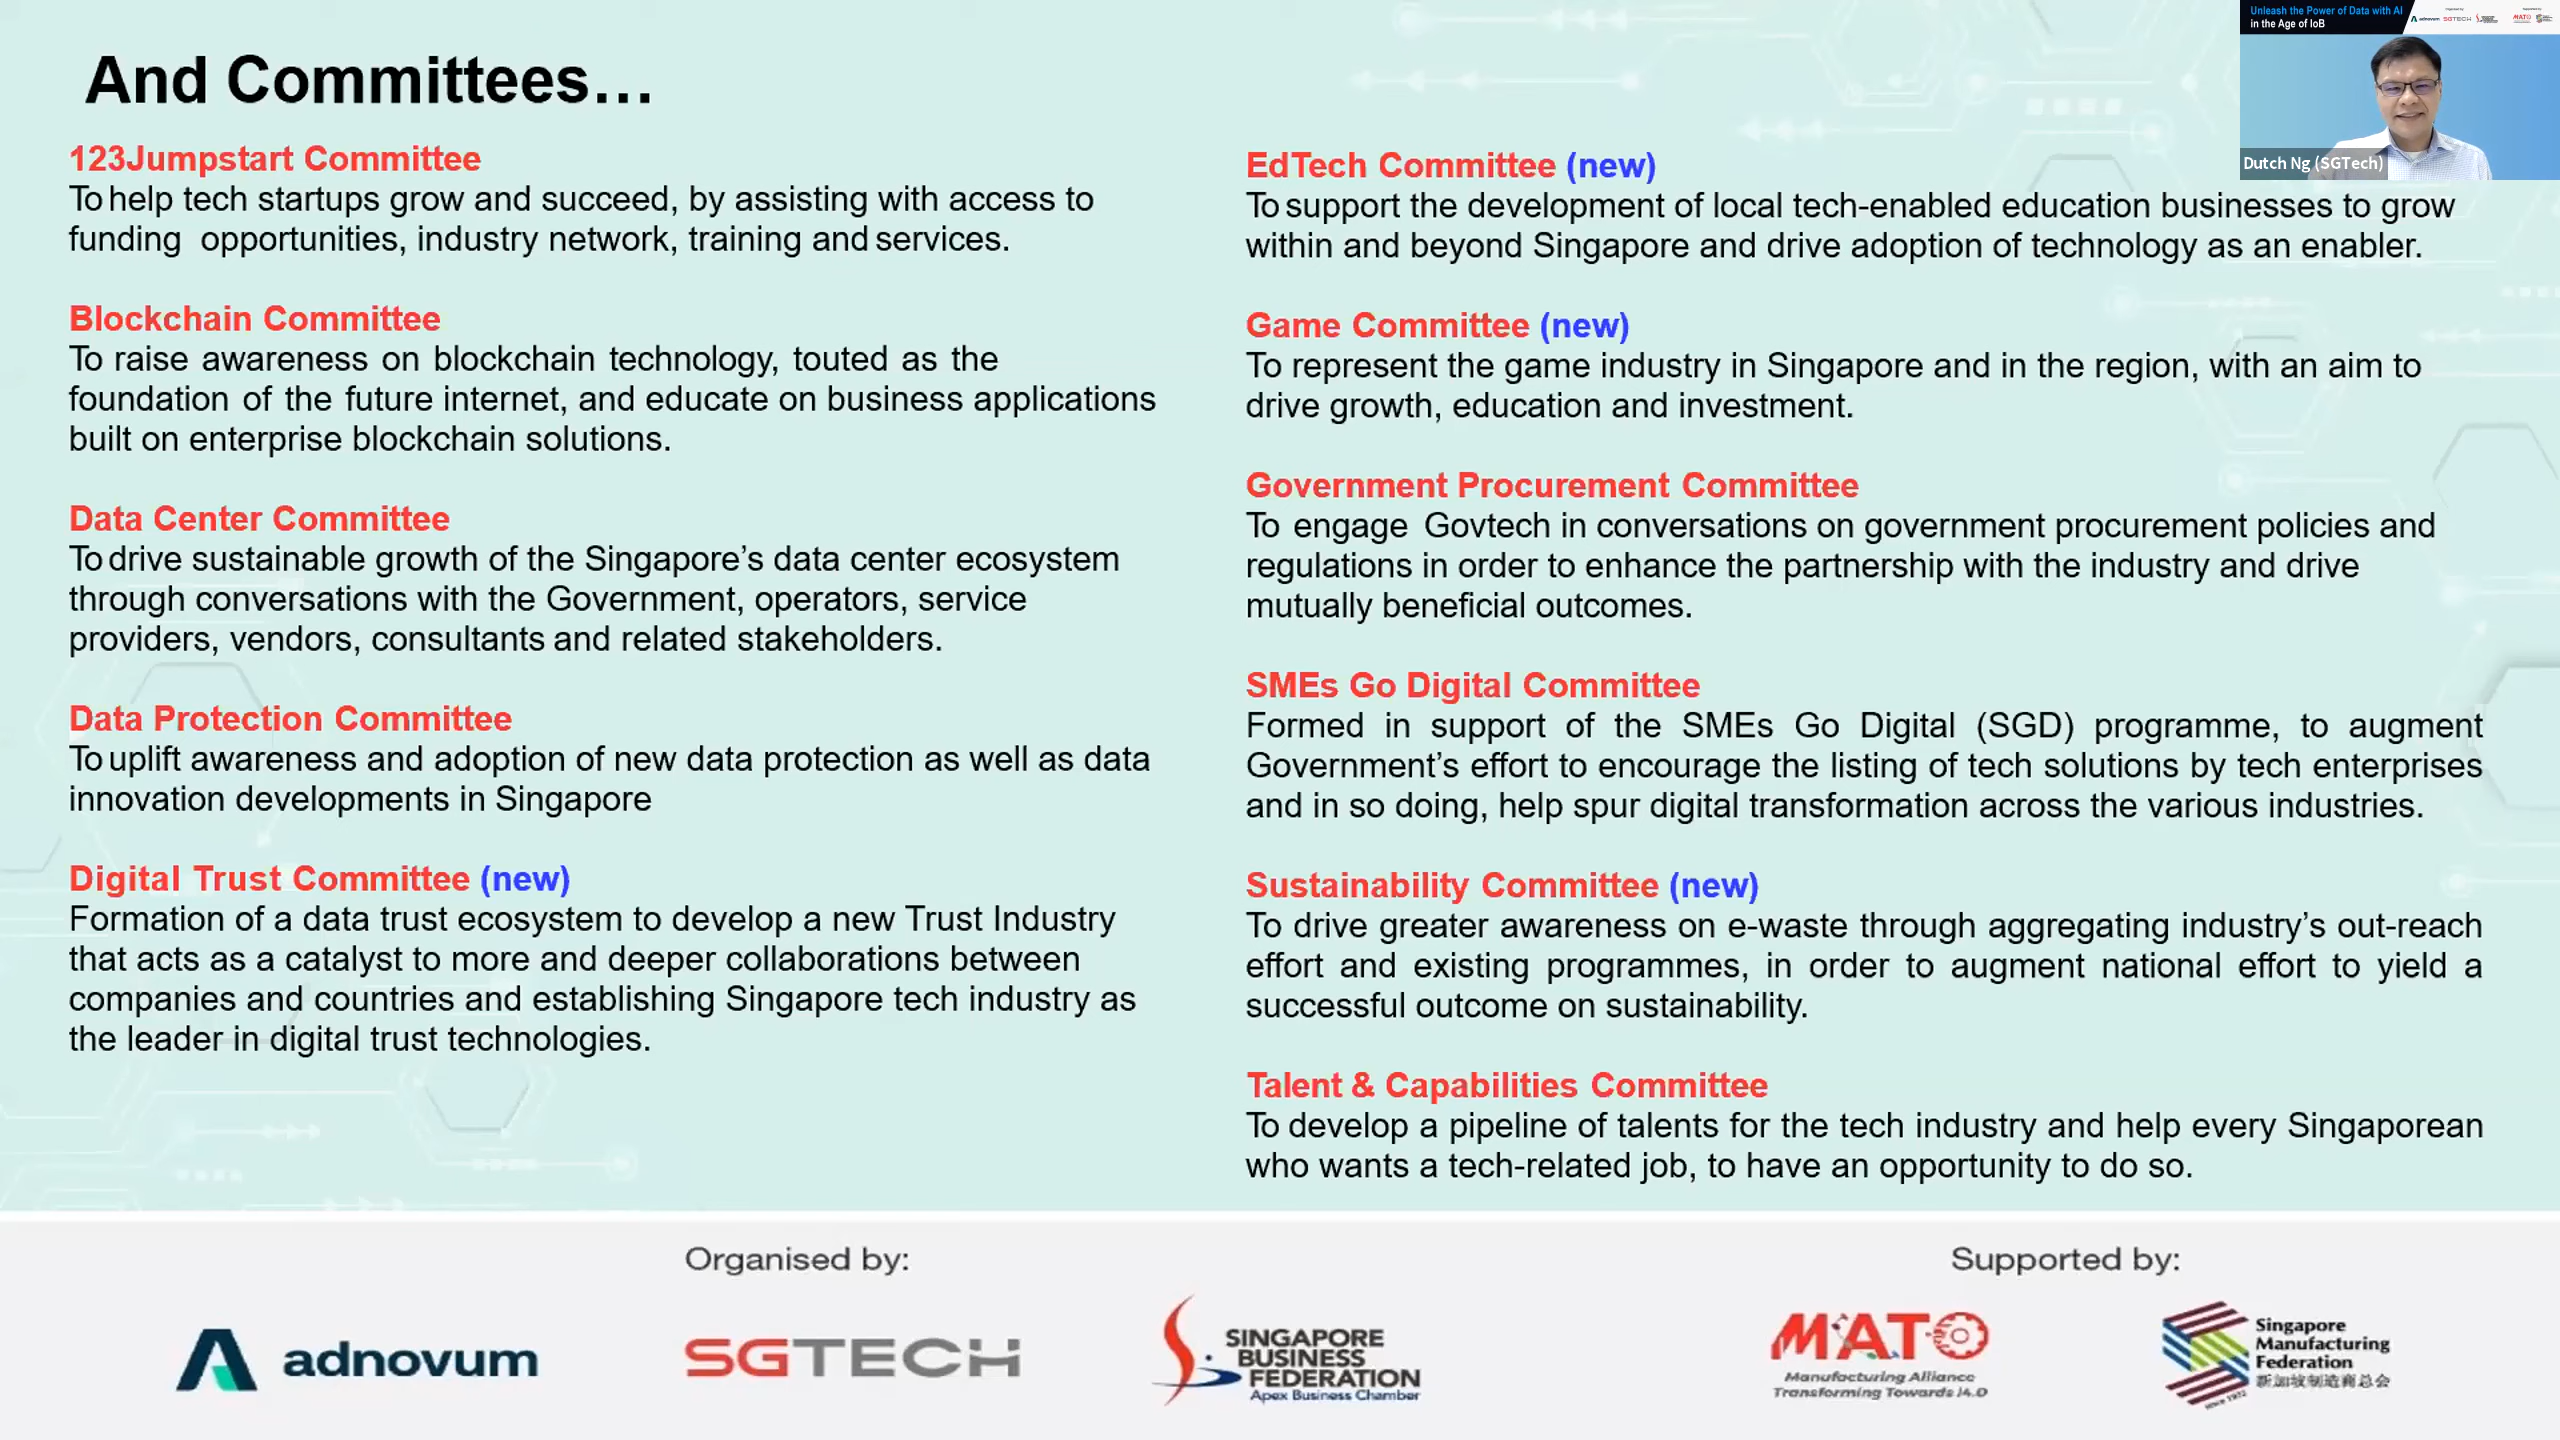 And Committees…
123Jumpstart Committee
To help tech startups grow and succeed, by assisting with access to
funding opportunities, industry network, training and services.
Blockchain Committee
To raise awareness on blockchain technology, touted as the
foundation of the future internet, and educate on business applications
built on enterprise blockchain solutions.
Data Center Committee
To drive sustainable growth of the Singapore’s data center ecosystem
through conversations with the Government, operators, service
providers, vendors, consultants and related stakeholders.
Data Protection Committee
To uplift awareness and adoption of new data protection as well as data
innovation developments in Singapore
Digital Trust Committee (new)
Formation of a data trust ecosystem to develop a new Trust Industry
that acts as a catalyst to more and deeper collaborations between
companies and countries and establishing Singapore tech industry as
the leader in digital trust technologies.
EdTech Committee (new)
To support the development of local tech-enabled education businesses to grow
within and beyond Singapore and drive adoption of technology as an enabler.
Game Committee (new)
To represent the game industry in Singapore and in the region, with an aim to
drive growth, education and investment.
Government Procurement Committee
To engage Govtech in conversations on government procurement policies and
regulations in order to enhance the partnership with the industry and drive
mutually beneficial outcomes.
SMEs Go Digital Committee
Formed in support of the SMEs Go Digital (SGD) programme, to augment
Government’s effort to encourage the listing of tech solutions by tech enterprises
and in so doing, help spur digital transformation across the various industries.
Sustainability Committee (new)
To drive greater awareness on e-waste through aggregating industry’s out-reach
effort and existing programmes, in order to augment national effort to yield a
successful outcome on sustainability.
Talent & Capabilities Committee
To develop a pipeline of talents for the tech industry and help every Singaporean
who wants a tech-related job, to have an opportunity to do so.
Unleash the Power of Data with AI
in the Age of IoB
adnovum SGTECH
Dutch Ng (SGTech)
Organised by:
adnovum
SGTECH
SINGAPORE
BUSINESS
FEDERATION
Apex Business Chamber
Supported by:
MATO
Manufacturing Alliance
Transforming Towards I4.0
Singapore
Manufacturing
Federation
新加坡制造商总会
since 1932